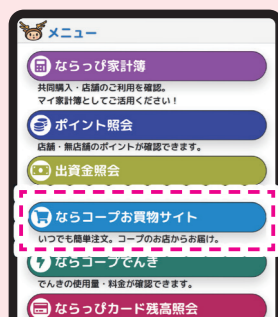 メニュー
ならっぴ家計簿
共同購入・店舗のご利用を確認。
マイ家計簿としてご活用ください！
ポイント照会
店舗・無店舗のポイントが確認できます。
出資金照会
ならコープお買物サイト
いつでも簡単注文。コープのお店からお届け。
ならコープでんき
でんきの使用量・料金が確認できます。
ならっぴカード残高照会